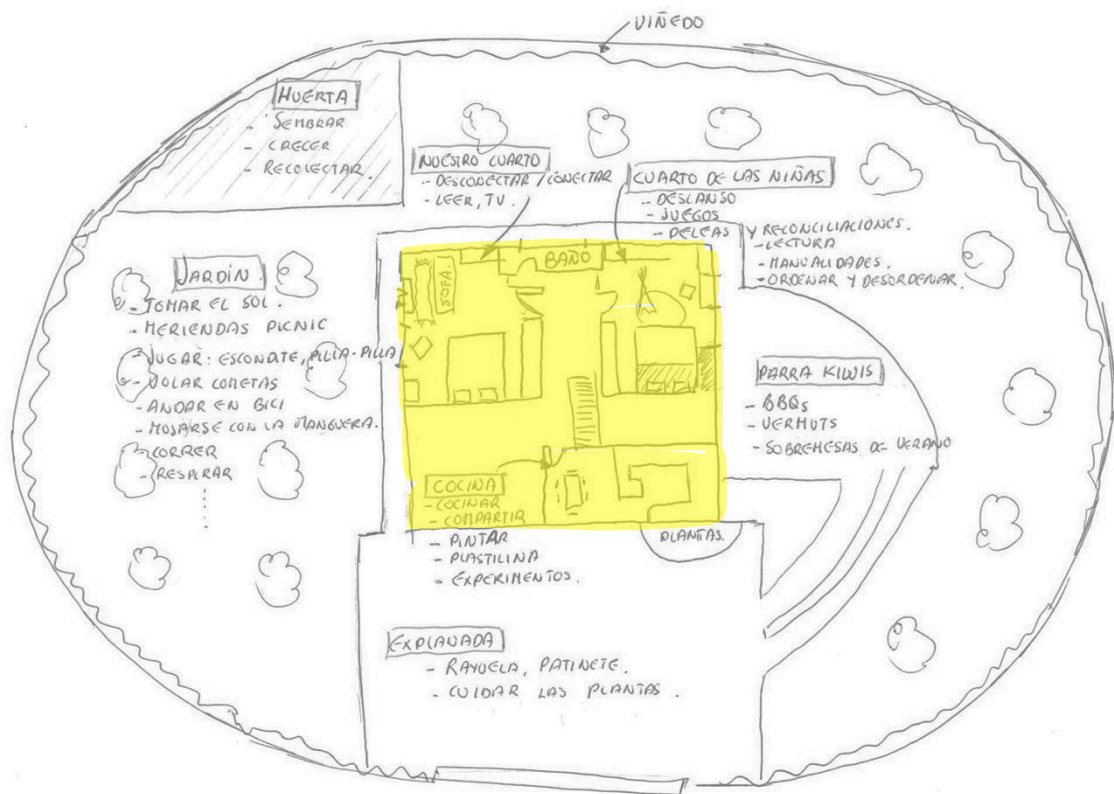 VIÑEDO
HUERTA
- SEMBRAR
- CRECER
- RECOLECTAR.
NUESTRO CUARTO
- DESCONECTAR / CONECTAR
- LEER, TV.
CUARTO DE LAS NIÑAS
- DESCANSO
- JUEGOS
- PELEAS Y RECONCILIACIONES.
- LECTURA
- MANUALIDADES.
- ORDENAR Y DESORDENAR.
BAÑO
SOFÁ
TV
JARDÍN
- TOMAR EL SOL.
- MERIENDAS PICNIC
- JUGAR: ESCONDITE, PILLA-PILLA
- VOLAR COMETAS
- ANDAR EN BICI
- MOJARSE CON LA MANGUERA.
- CORRER
- RESPIRAR
PARRA KIWIS
- BBQs
- VERMUTS
- SOBREMESAS DE VERANO
COCINA
- COCINAR
- COMPARTIR
- PINTAR
- PLASTILINA
- EXPERIMENTOS.
PLANTAS.
EXPLANADA
- RAYUELA, PATINETE.
- CUIDAR LAS PLANTAS.